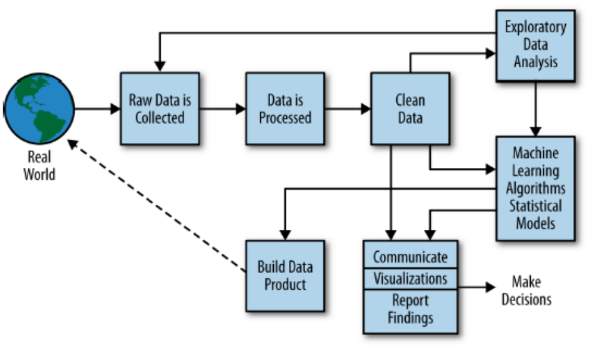 Exploratory
Data
Analysis
Raw Data is
Collected
Data is
Processed
Clean
Data
Real
World
Machine
Learning
Algorithms
Statistical
Models
Build Data
Product
Communicate
Visualizations
Report
Findings
Make
Decisions